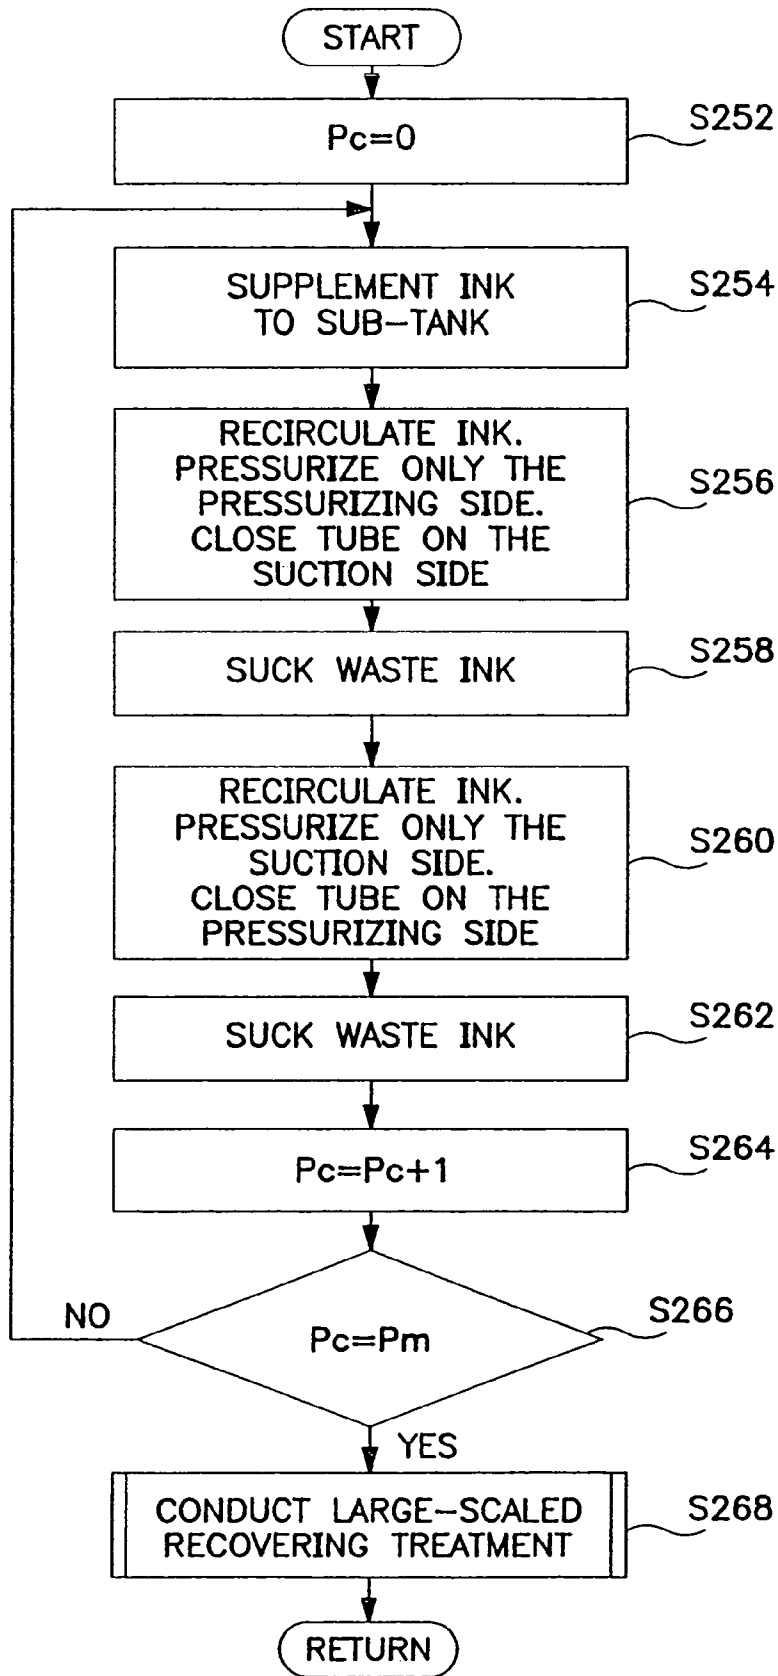 START
Pc=0
S252
SUPPLEMENT INK
TO SUB-TANK
S254
RECIRCULATE INK.
PRESSURIZE ONLY THE
PRESSURIZING SIDE.
CLOSE TUBE ON THE
SUCTION SIDE
S256
SUCK WASTE INK
S258
RECIRCULATE INK.
PRESSURIZE ONLY THE
SUCTION SIDE.
CLOSE TUBE ON THE
PRESSURIZING SIDE
S260
SUCK WASTE INK
S262
Pc=Pc+1
S264
NO
Pc=Pm
S266
YES
CONDUCT LARGE-SCALED
RECOVERING TREATMENT
S268
RETURN